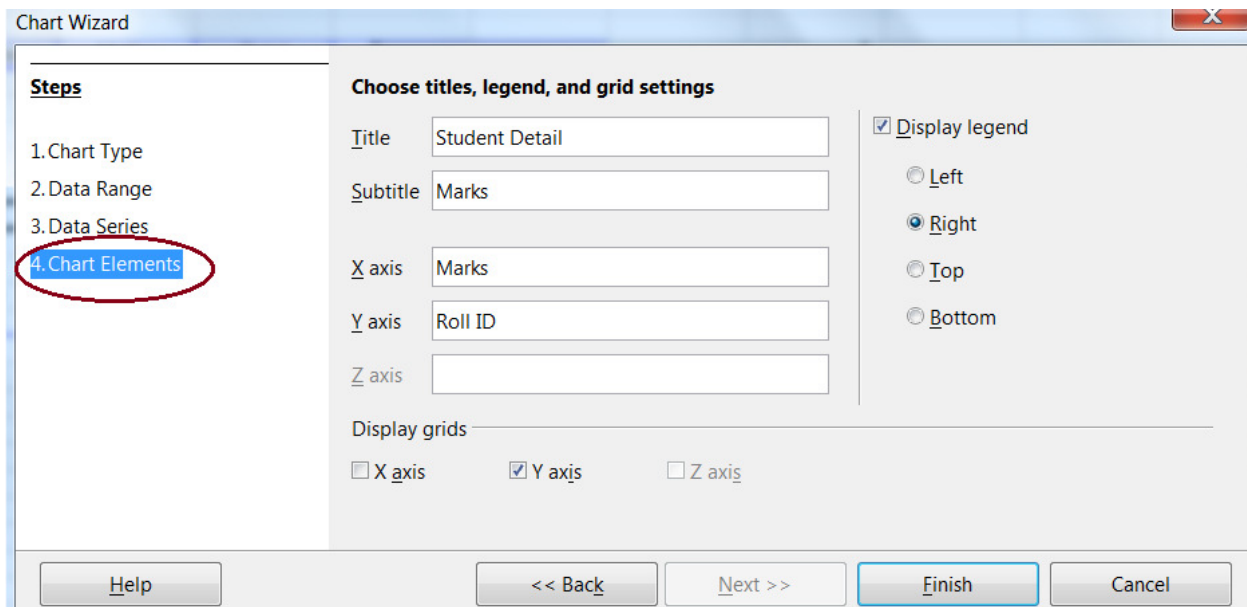 Chart Wizard
X
Steps
1. Chart Type
2. Data Range
3. Data Series
4. Chart Elements
Choose titles, legend, and grid settings
Title Student Detail
Subtitle Marks
X axis Marks
Y axis Roll ID
Z axis
Display legend
Left
Right
Top
Bottom
Display grids
X axis Y axis Z axis
Help << Back Next >> Finish Cancel